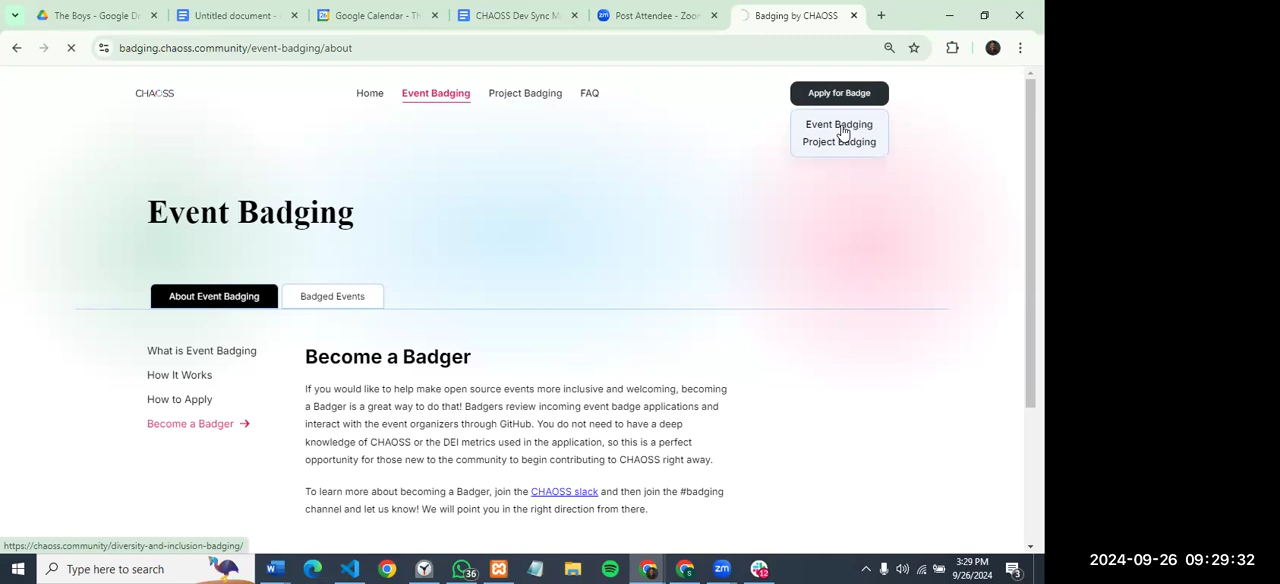 The Boys - Google D
Untitled document -
Google Calendar - Th
CHAOSS Dev Sync M
Post Attendee - Zoo
Badging by CHAOSS
badging.chaoss.community/event-badging/about
CHAOSS
Home
Event Badging
Project Badging
FAQ
Apply for Badge
Event Badging
Project Badging
Event Badging
About Event Badging
Badged Events
What is Event Badging
How It Works
How to Apply
Become a Badger
Become a Badger
If you would like to help make open source events more inclusive and welcoming, becoming
a Badger is a great way to do that! Badgers review incoming event badge applications and
interact with the event organizers through GitHub. You do not need to have a deep
knowledge of CHAOSS or the DEI metrics used in the application, so this is a perfect
opportunity for those new to the community to begin contributing to CHAOSS right away.
To learn more about becoming a Badger, join the CHAOSS slack and then join the #badging
channel and let us know! We will point you in the right direction from there.
https://chaoss.community/diversity-and-inclusion-badging/
Type here to search
36
12
3:29 PM
9/26/2024
3
2024-09-26 09:29:32